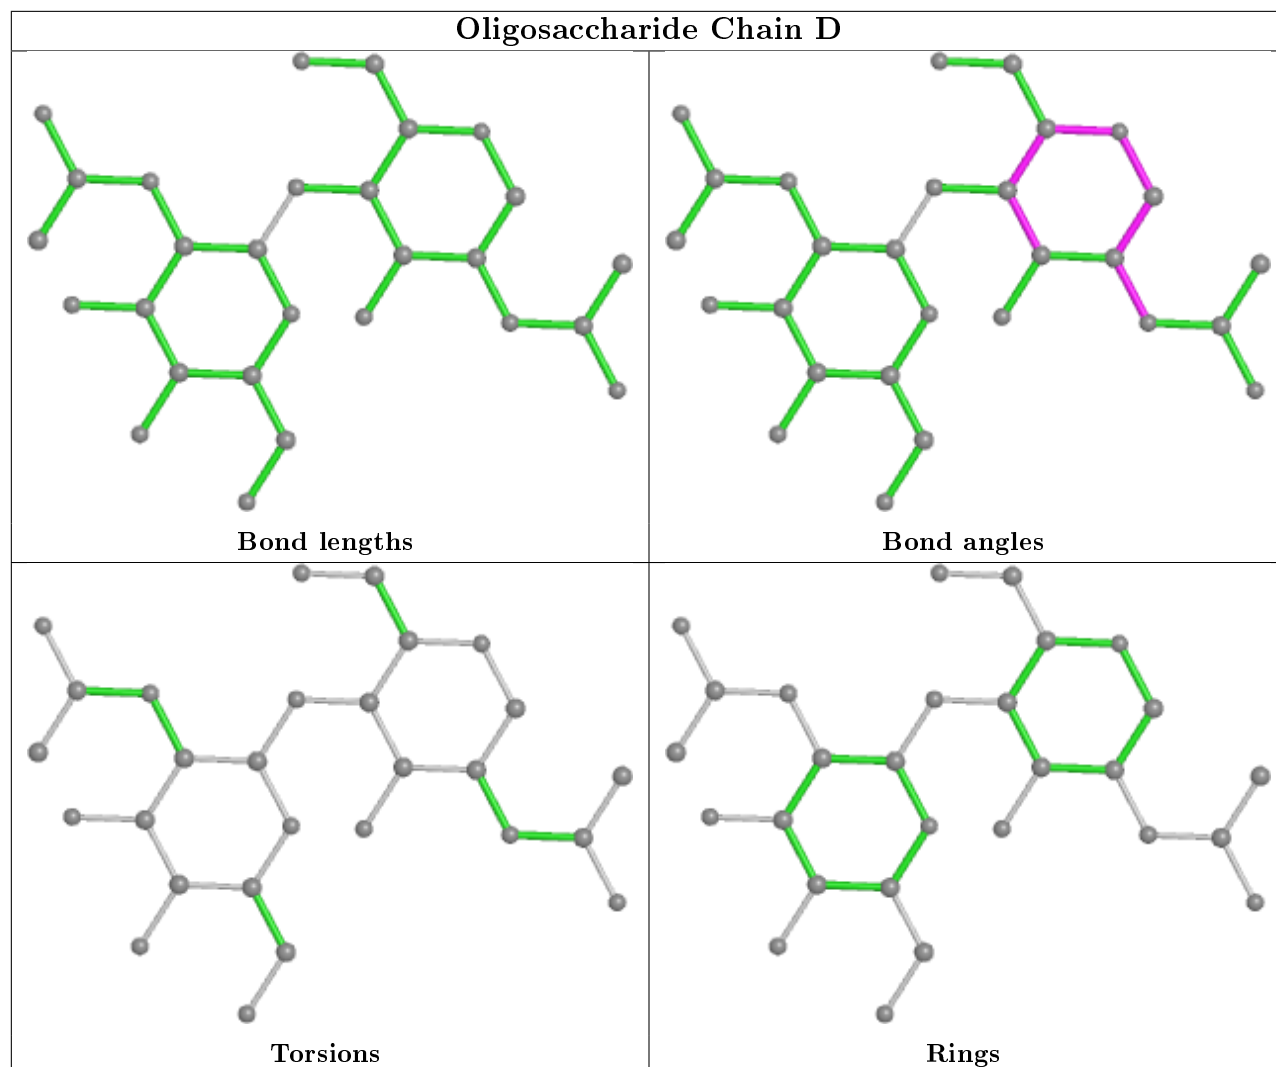 Oligosaccharide Chain D
Bond lengths
Bond angles
Torsions
Rings